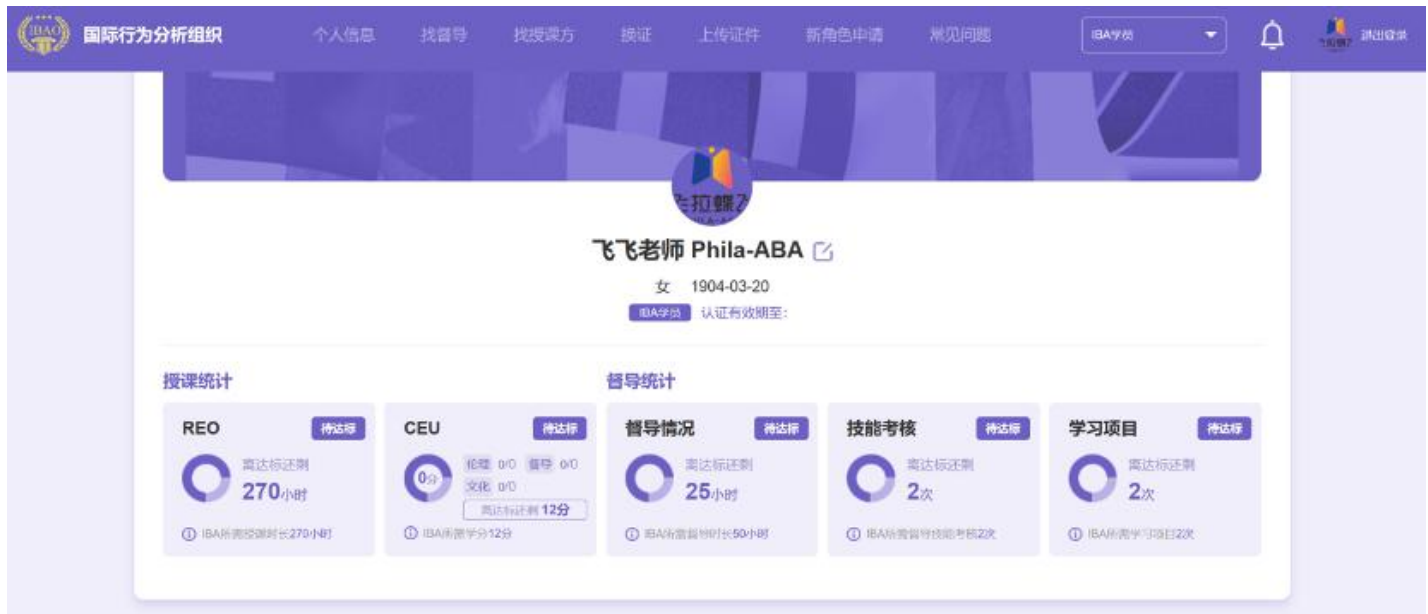 IBAO 国际行为分析组织 个人信息 找督导 找授课方 换证 上传证件 新角色申请 常见问题 IBA学员 退出登录
飞飞老师 Phila-ABA
女 1904-03-20
IBA学员 认证有效期至:
授课统计
督导统计
REO 待达标
离达标还剩
270小时
IBA所需授课时长270小时
CEU 待达标
0分
伦理 0/0 督导 0/0
文化 0/0
离达标还剩 12分
IBA所需学分12分
督导情况 待达标
离达标还剩
25小时
IBA所需督导时长50小时
技能考核 待达标
离达标还剩
2次
IBA所需督导技能考核2次
学习项目 待达标
离达标还剩
2次
IBA所需学习项目2次